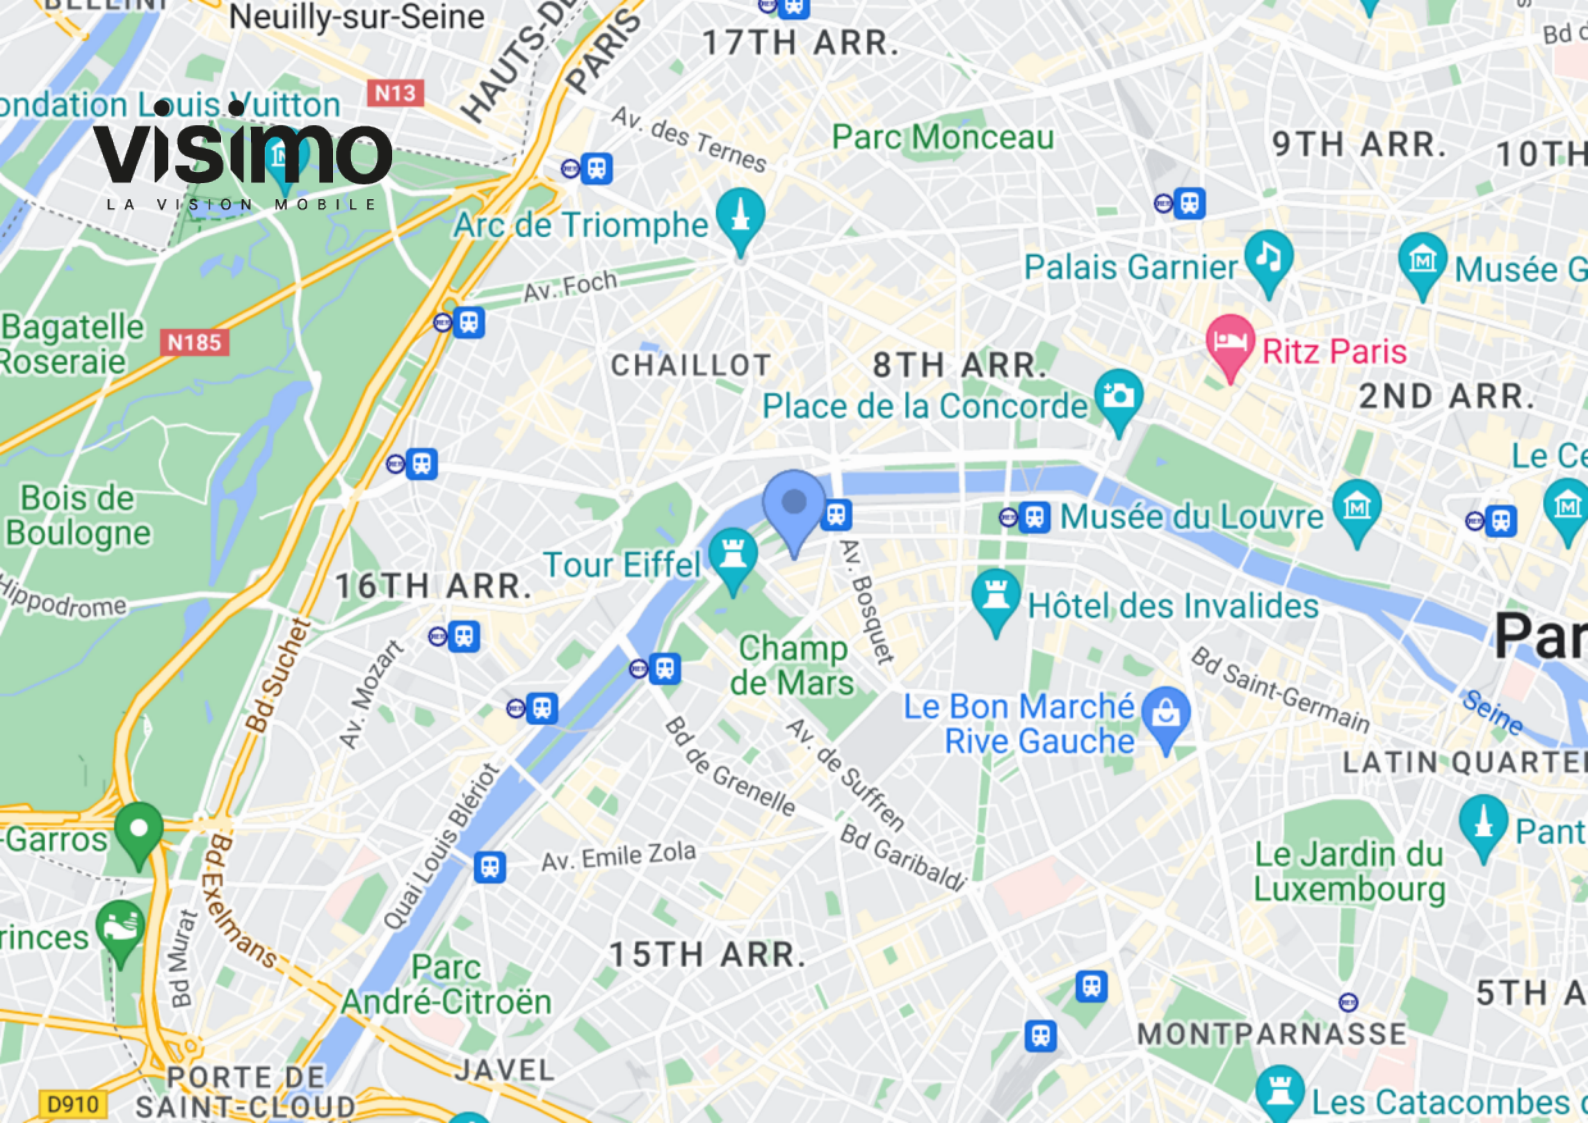 BELLINI
Neuilly-sur-Seine
HAUTS-DE
PARIS
17TH ARR.
Bd d
N13
ondation Louis Vuitton
visimo
LA VISION MOBILE
Av. des Ternes
Parc Monceau
9TH ARR.
10TH
Arc de Triomphe
Palais Garnier
Musée G
Av. Foch
Bagatelle
Roseraie
N185
CHAILLOT
8TH ARR.
Ritz Paris
Place de la Concorde
2ND ARR.
Le Ce
Bois de
Boulogne
Musée du Louvre
Tour Eiffel
Av. Bosquet
16TH ARR.
Hippodrome
Hôtel des Invalides
Par
Champ
de Mars
Bd Suchet
Av. Mozart
Bd Saint-Germain
Le Bon Marché
Rive Gauche
Seine
LATIN QUARTE
Bd de Grenelle
Av. de Suffren
Quai Louis Blériot
-Garros
Pant
Av. Emile Zola
Bd Garibaldi
Le Jardin du
Luxembourg
Bd Exelmans
rinces
Bd Murat
15TH ARR.
Parc
André-Citroën
5TH A
MONTPARNASSE
JAVEL
PORTE DE
SAINT-CLOUD
D910
Les Catacombes d